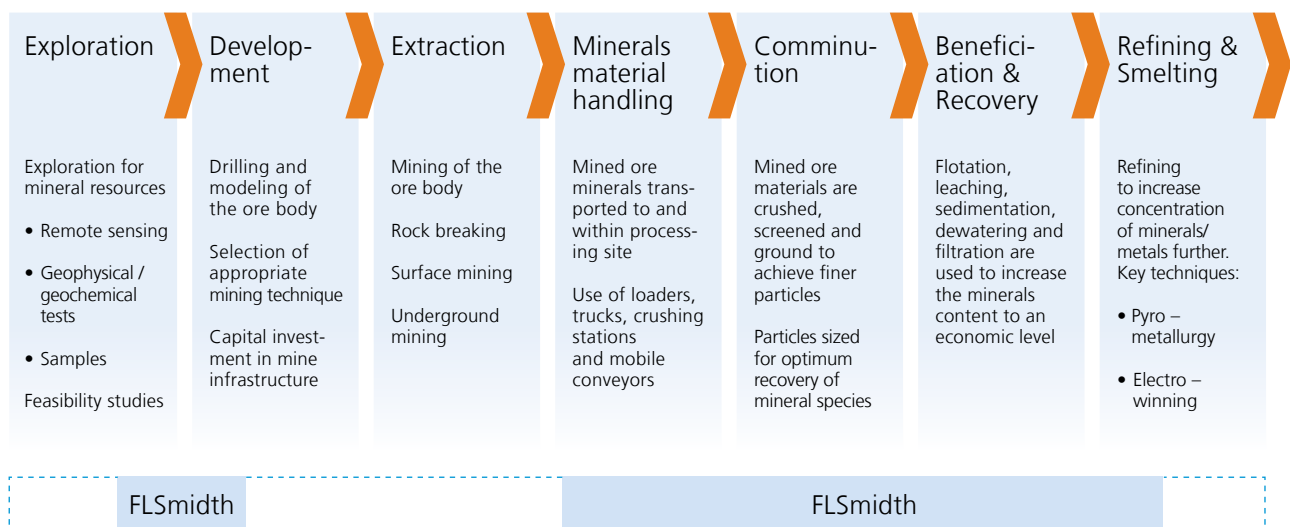 Exploration
Exploration for
mineral resources
• Remote sensing
• Geophysical /
geochemical
tests
• Samples
Feasibility studies
Develop-
ment
Drilling and
modeling of
the ore body
Selection of
appropriate
mining technique
Capital invest-
ment in mine
infrastructure
Extraction
Mining of the
ore body
Rock breaking
Surface mining
Underground
mining
Minerals
material
handling
Mined ore
minerals trans-
ported to and
within process-
ing site
Use of loaders,
trucks, crushing
stations
and mobile
conveyors
Comminu-
tion
Mined ore
materials are
crushed,
screened and
ground to
achieve finer
particles
Particles sized
for optimum
recovery of
mineral species
Benefici-
ation &
Recovery
Flotation,
leaching,
sedimentation,
dewatering and
filtration are
used to increase
the minerals
content to an
economic level
Refining &
Smelting
Refining
to increase
concentration
of minerals/
metals further.
Key techniques:
• Pyro –
metallurgy
• Electro –
winning
FLSmidth
FLSmidth